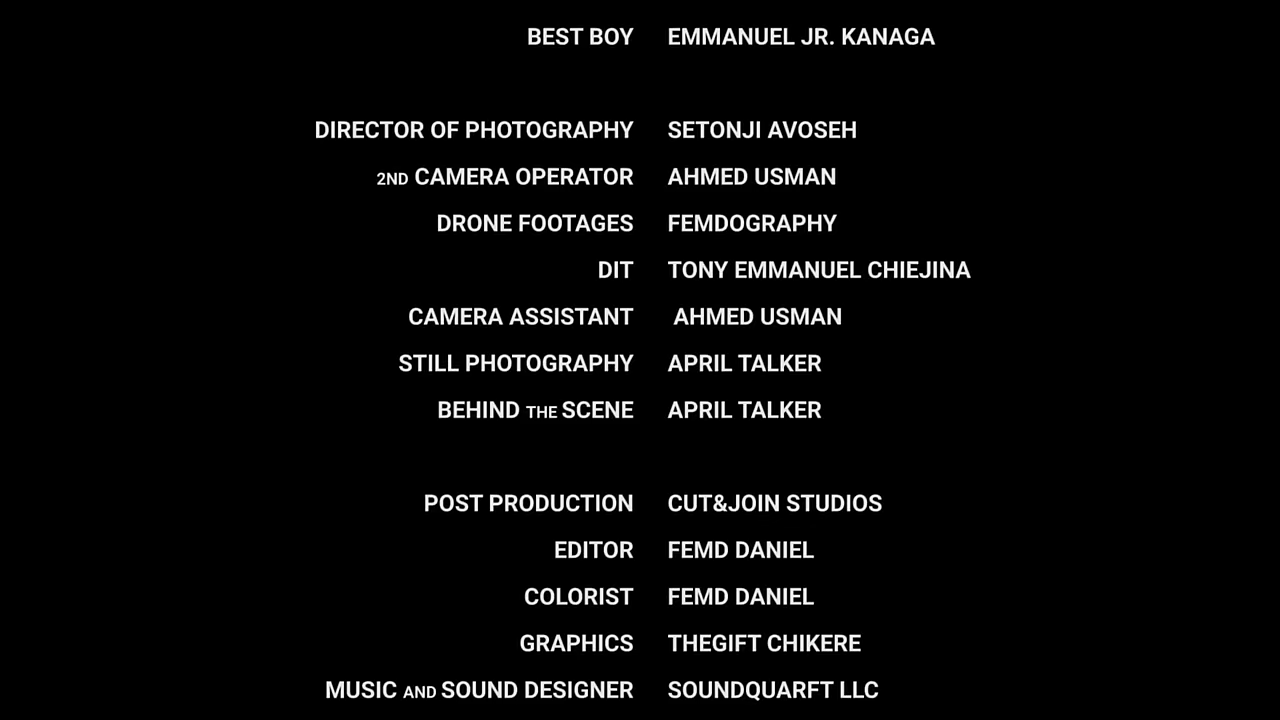 BEST BOY EMMANUEL JR. KANAGA
DIRECTOR OF PHOTOGRAPHY SETONJI AVOSEH
2ND CAMERA OPERATOR AHMED USMAN
DRONE FOOTAGES FEMDOGRAPHY
DIT TONY EMMANUEL CHIEJINA
CAMERA ASSISTANT AHMED USMAN
STILL PHOTOGRAPHY APRIL TALKER
BEHIND THE SCENE APRIL TALKER
POST PRODUCTION CUT&JOIN STUDIOS
EDITOR FEMD DANIEL
COLORIST FEMD DANIEL
GRAPHICS THEGIFT CHIKERE
MUSIC AND SOUND DESIGNER SOUNDQUARFT LLC